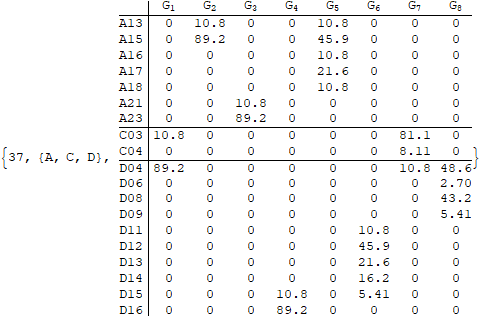 G₁ G₂ G₃ G₄ G₅ G₆ G₇ G₈
A13 0 10.8 0 0 10.8 0 0 0
A15 0 89.2 0 0 45.9 0 0 0
A16 0 0 0 0 10.8 0 0 0
A17 0 0 0 0 21.6 0 0 0
A18 0 0 0 0 10.8 0 0 0
A21 0 0 10.8 0 0 0 0 0
A23 0 0 89.2 0 0 0 0 0
C03 10.8 0 0 0 0 0 81.1 0
C04 0 0 0 0 0 0 8.11 0
{37, {A, C, D}, }
D04 89.2 0 0 0 0 0 10.8 48.6
D06 0 0 0 0 0 0 0 2.70
D08 0 0 0 0 0 0 0 43.2
D09 0 0 0 0 0 0 0 5.41
D11 0 0 0 0 0 10.8 0 0
D12 0 0 0 0 0 45.9 0 0
D13 0 0 0 0 0 21.6 0 0
D14 0 0 0 0 0 16.2 0 0
D15 0 0 0 10.8 0 5.41 0 0
D16 0 0 0 89.2 0 0 0 0